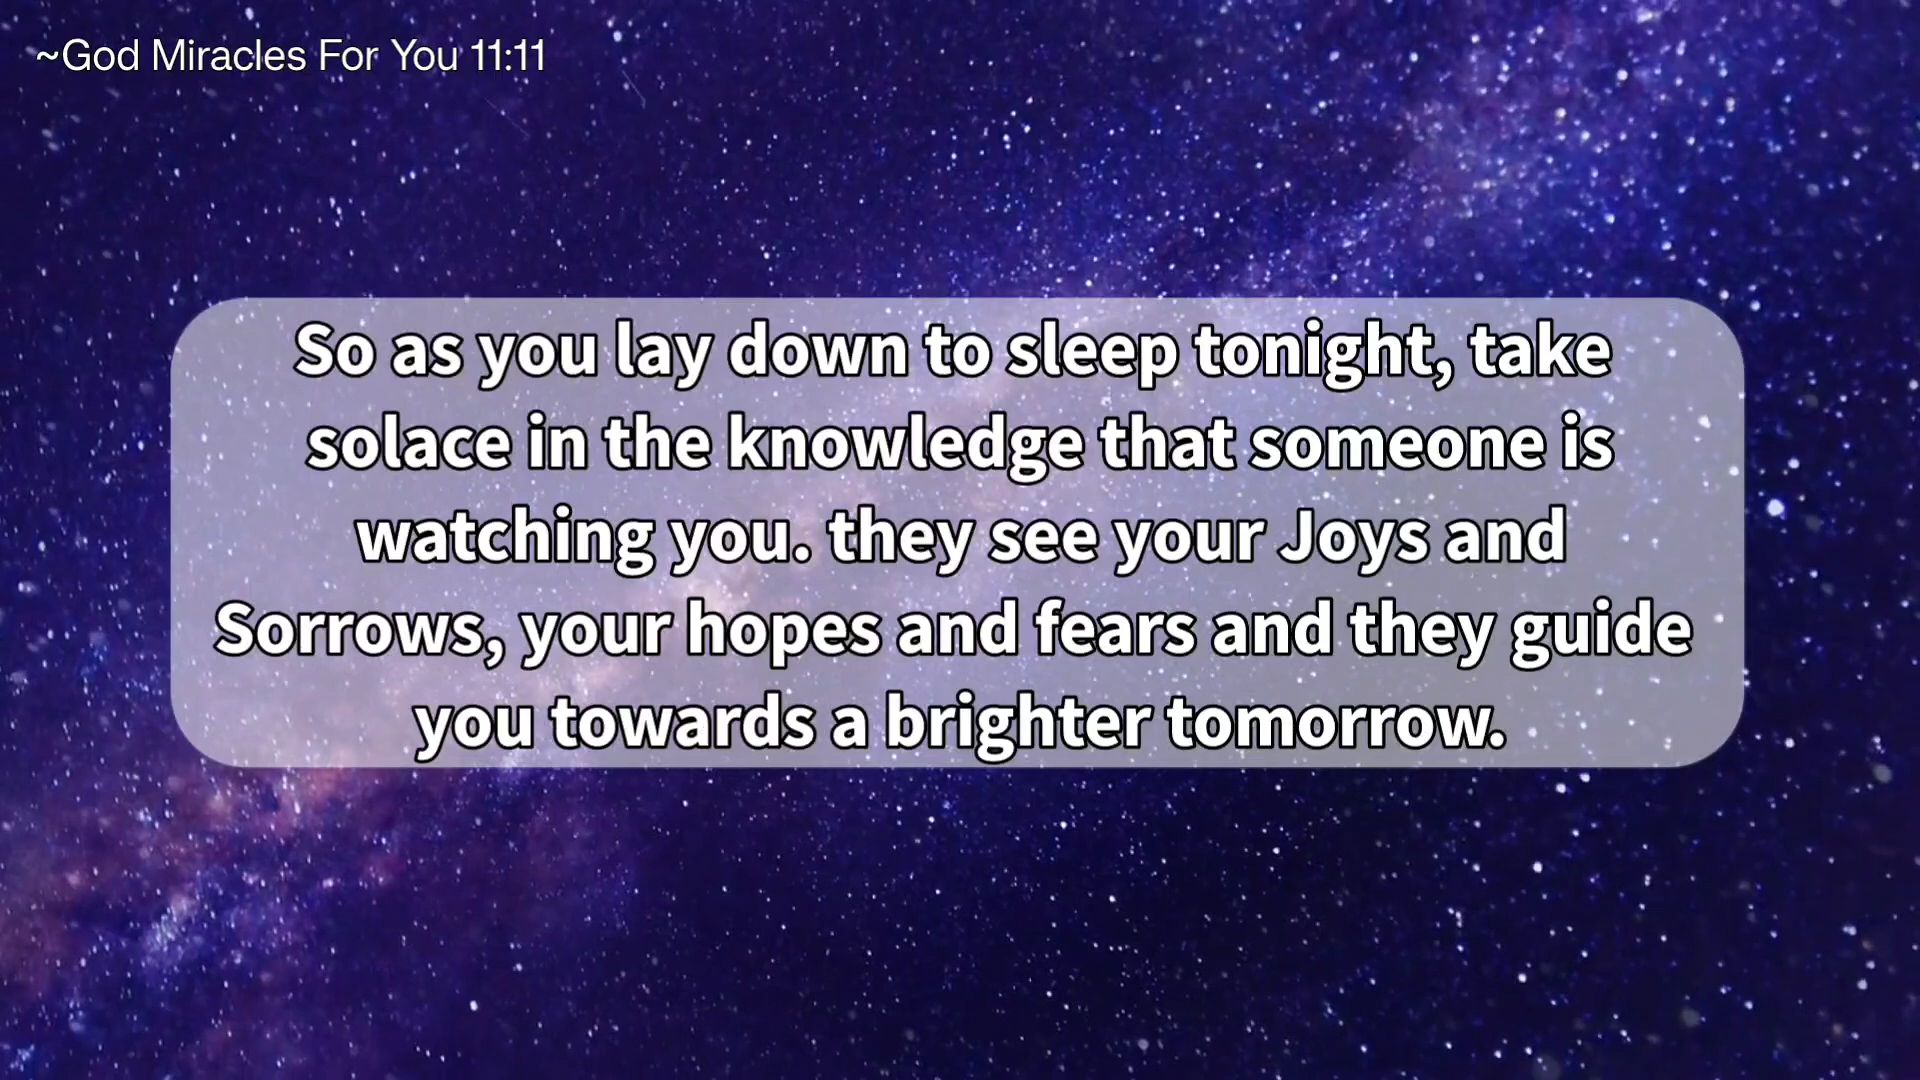 ~God Miracles For You 11:11
So as you lay down to sleep tonight, take
solace in the knowledge that someone is
watching you. they see your Joys and
Sorrows, your hopes and fears and they guide
you towards a brighter tomorrow.